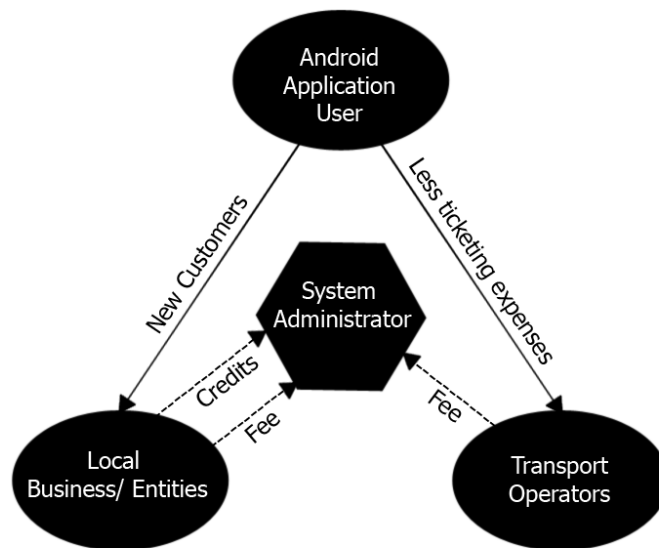 Android
Application
User
New Customers
Less ticketing expenses
System
Administrator
Credits
Fee
Fee
Local
Business/ Entities
Transport
Operators